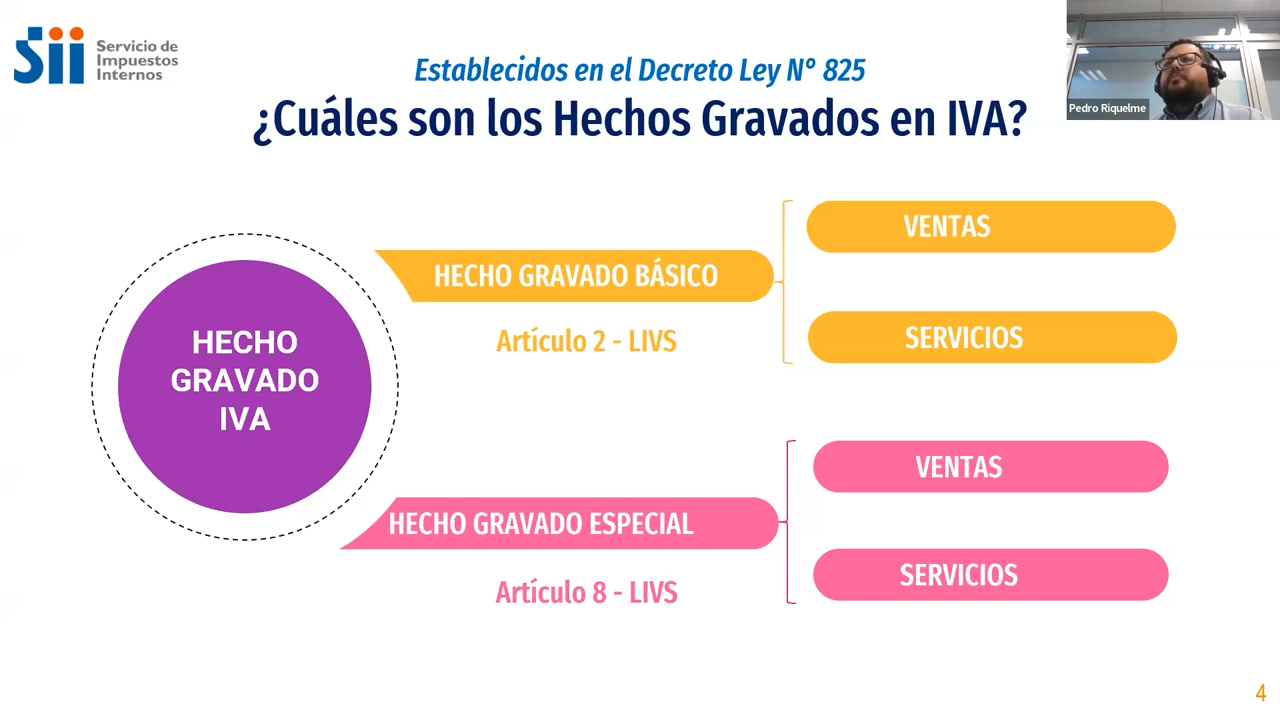 Sii
Servicio de
Impuestos
Internos
Establecidos en el Decreto Ley N° 825
¿Cuáles son los Hechos Gravados en IVA?
Pedro Riquelme
HECHO
GRAVADO
IVA
HECHO GRAVADO BÁSICO
Artículo 2 - LIVS
VENTAS
SERVICIOS
HECHO GRAVADO ESPECIAL
Artículo 8 - LIVS
VENTAS
SERVICIOS
4